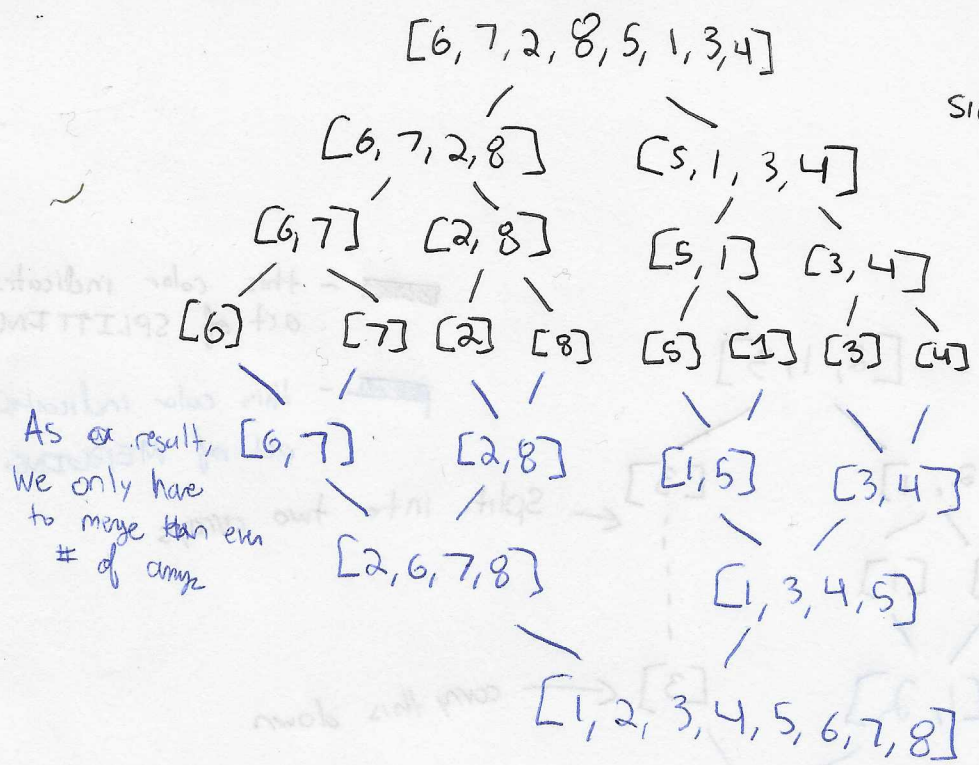 [6, 7, 2, 8, 5, 1, 3, 4]
[6, 7, 2, 8] [5, 1, 3, 4]
[6, 7] [2, 8] [5, 1] [3, 4]
[6] [7] [2] [8] [5] [1] [3] [4]
As a result, [6, 7] [2, 8] [1, 5] [3, 4]
we only have
to merge an even
# of
[2, 6, 7, 8] [1, 3, 4, 5]
[1, 2, 3, 4, 5, 6, 7, 8]